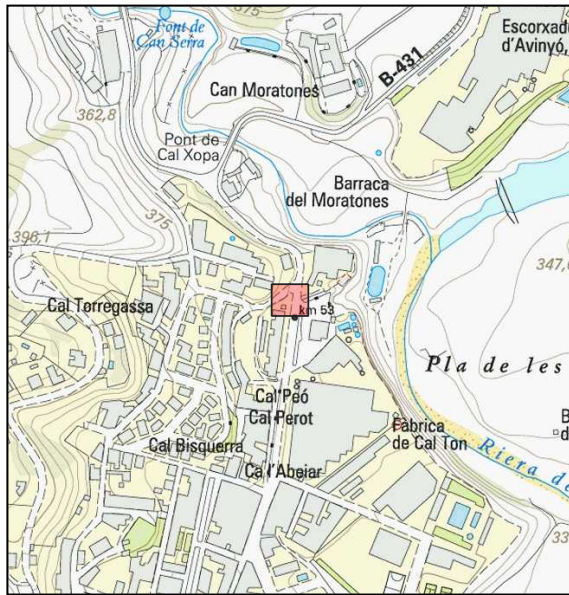 375
Font de
Can Serra
Escorxado
d'Avinyó,
B-431
Can Moratones
362,8
Pont de
Cal Xopa
Barraca
del Moratones
375
396,1
347,6
Cal Torregassa
km 53
Pla de les
Cal Peó
Cal Perot
Fàbrica
de Cal Ton
B
d
Cal Bisquerra
Riera de
Ca l'Abeiar
33